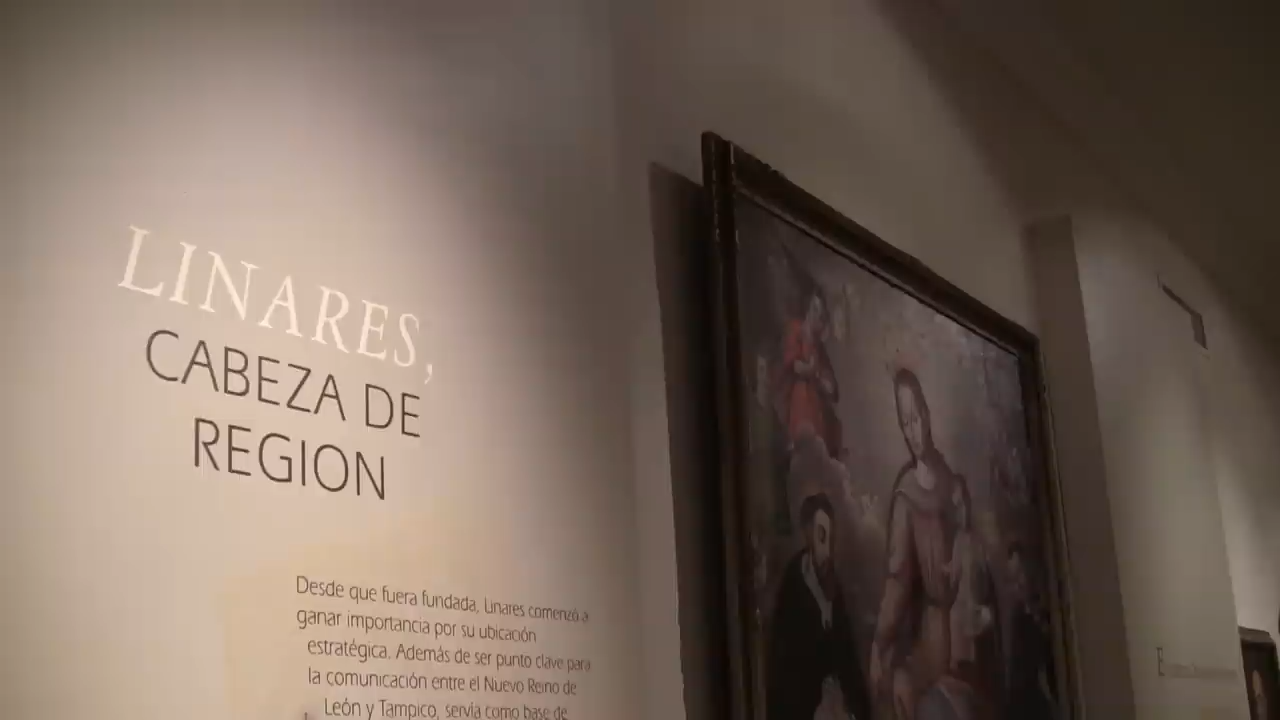 LINARES,
CABEZA DE
REGION
Desde que fuera fundada, Linares comenzó a
ganar importancia por su ubicación
estratégica. Además de ser punto clave para
la comunicación entre el Nuevo Reino de
León y Tampico, servía como base de